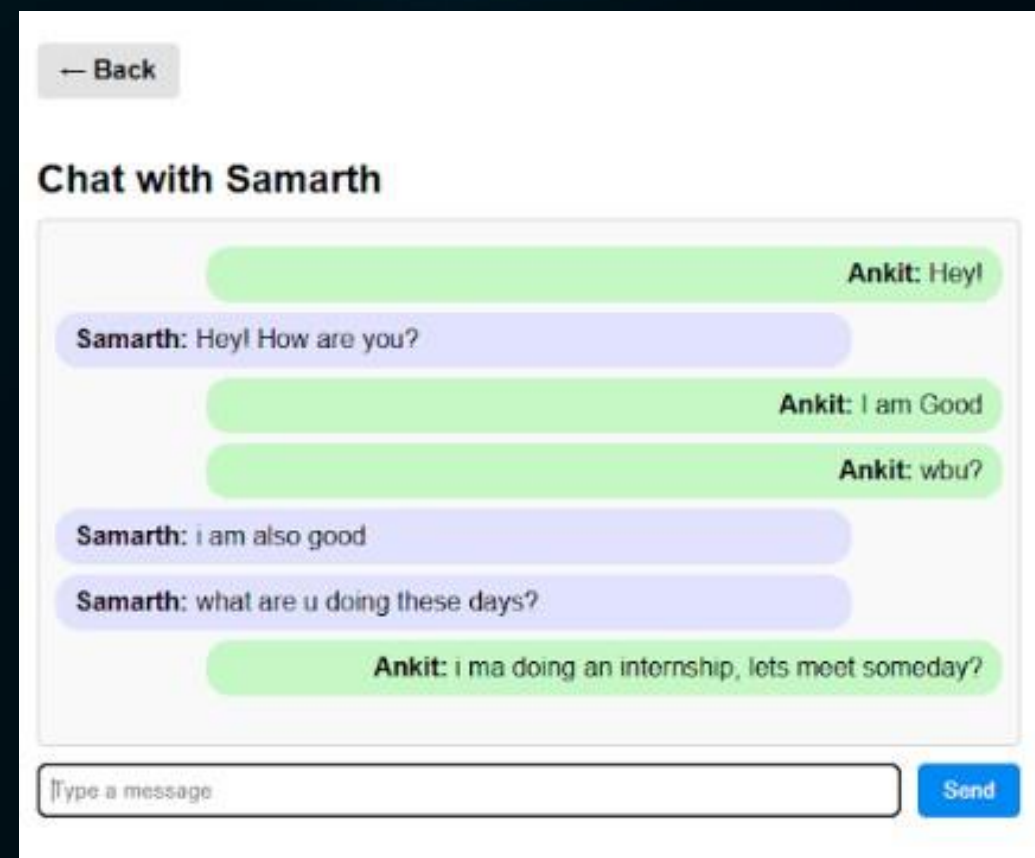 ← Back
Chat with Samarth
Ankit: Hey!
Samarth: Hey! How are you?
Ankit: I am Good
Ankit: wbu?
Samarth: i am also good
Samarth: what are u doing these days?
Ankit: i ma doing an internship, lets meet someday?
Type a message
Send